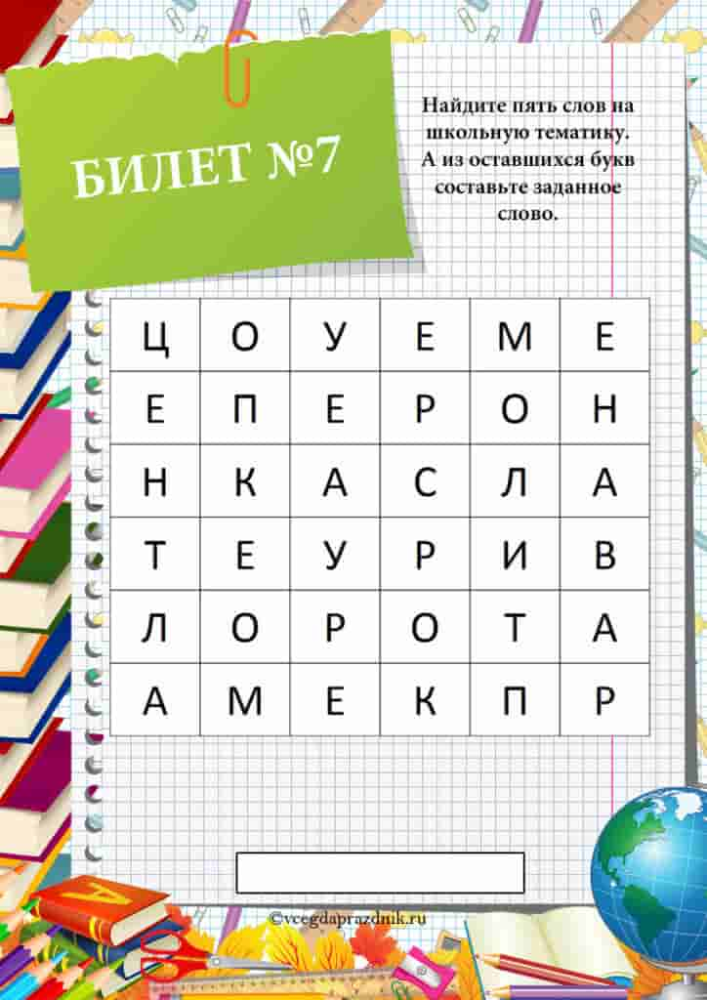 БИЛЕТ №7
Найдите пять слов на
школьную тематику.
А из оставшихся букв
составьте заданное
слово.
Ц О У Е М Е
Е П Е Р О Н
Н К А С Л А
Т Е У Р И В
Л О Р О Т А
А М Е К П Р
©vcegdaprazdnik.ru
А